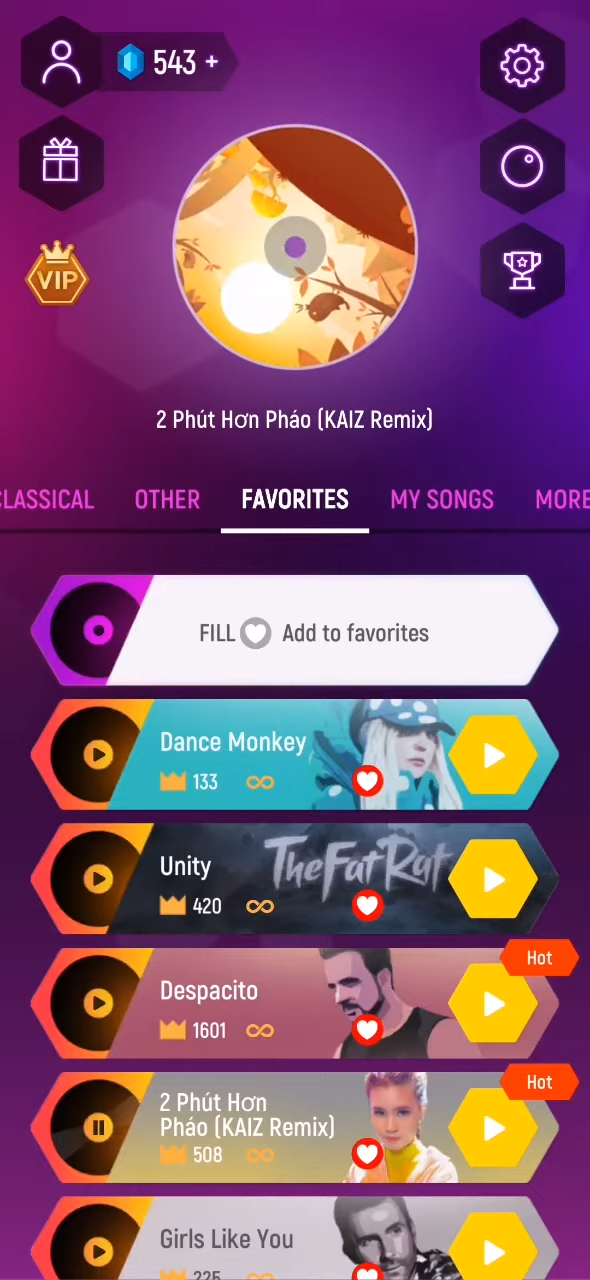 543 +
VIP
2 Phút Hơn Pháo (KAIZ Remix)
CLASSICAL OTHER FAVORITES MY SONGS MORE
FILL Add to favorites
Dance Monkey
133
Unity
TheFatRat
420
Hot
Despacito
1601
Hot
2 Phút Hơn
Pháo (KAIZ Remix)
508
Girls Like You
225